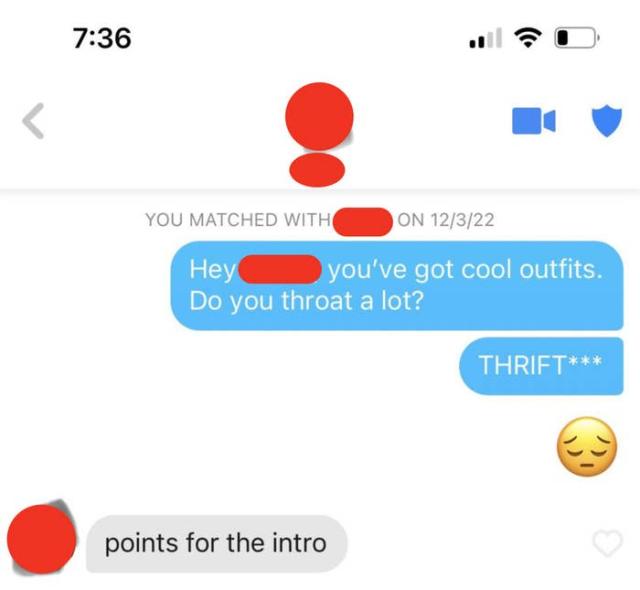 7:36
YOU MATCHED WITH ON 12/3/22
Hey you've got cool outfits.
Do you throat a lot?
THRIFT***
😔
points for the intro